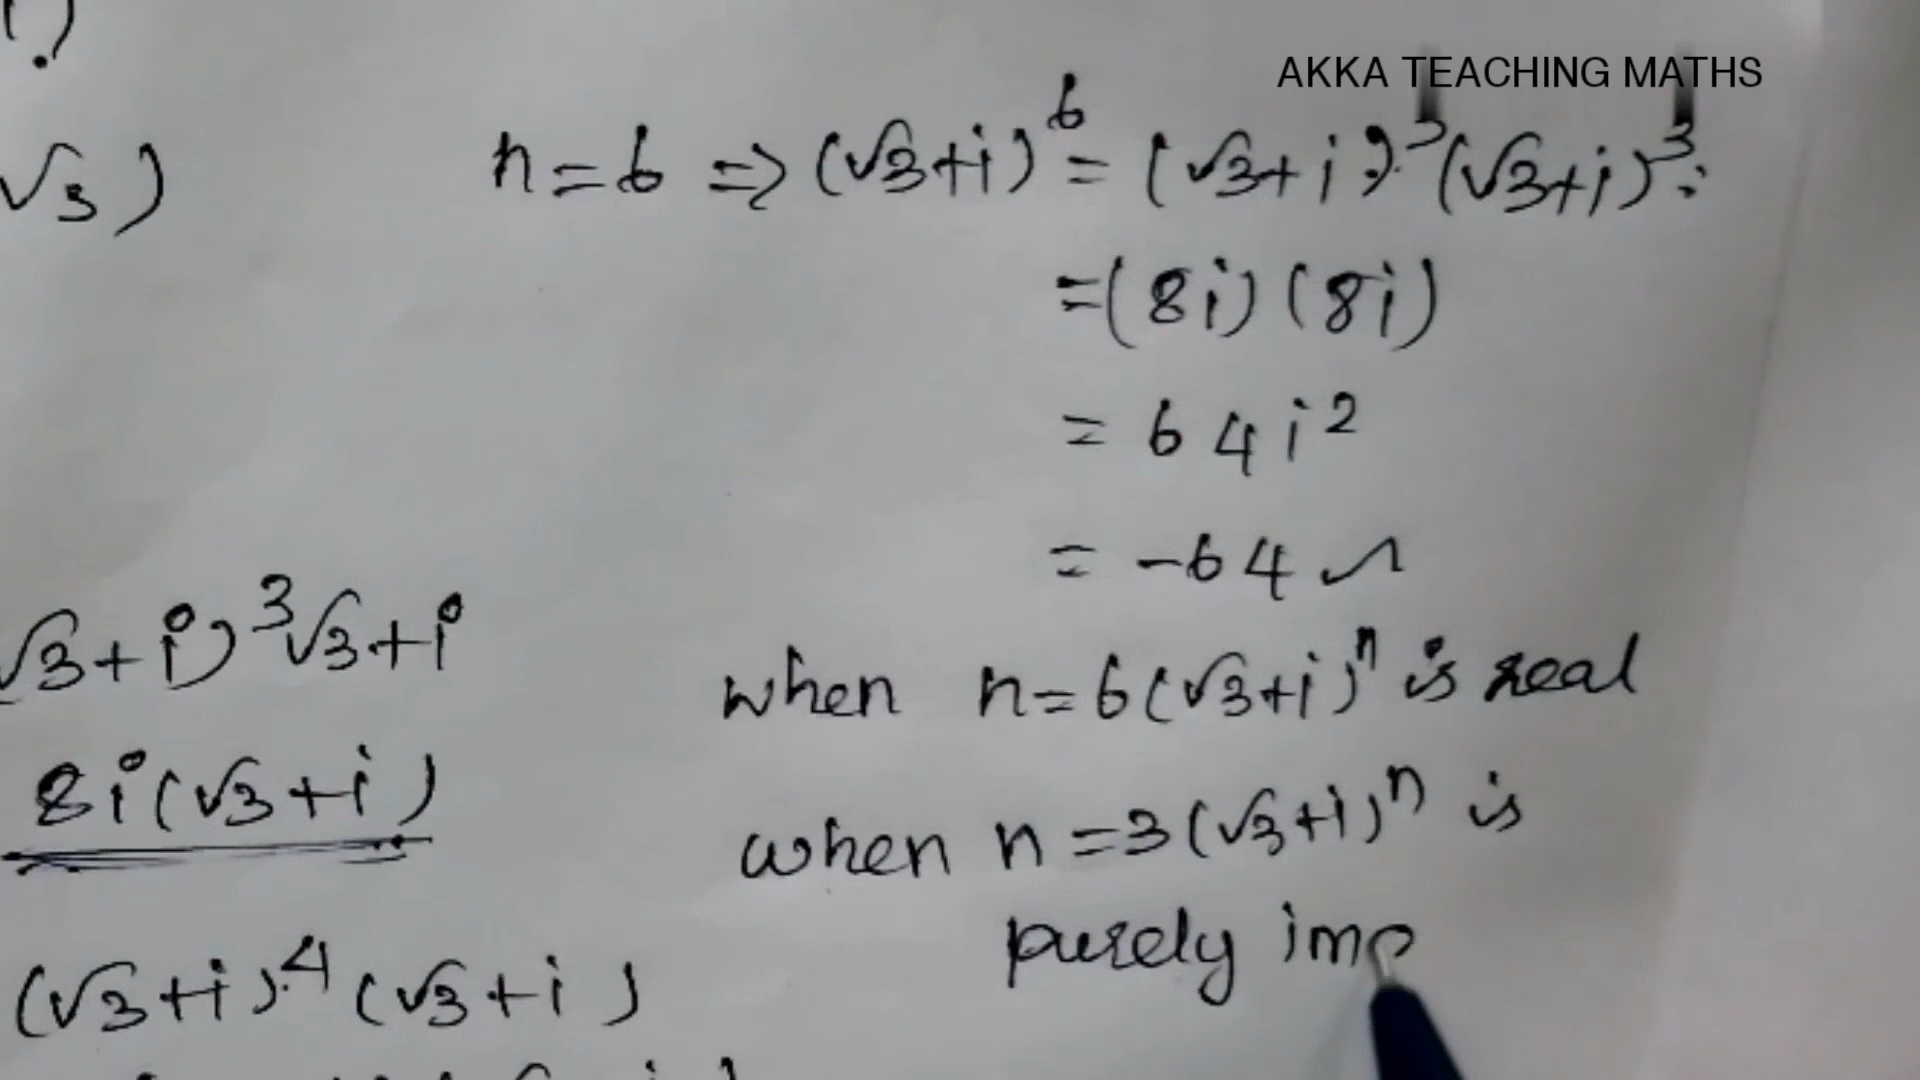 AKKA TEACHING MATHS
√3)
n=6 ⇒ (√3+i)⁶ = (√3+i)³(√3+i)³
=(8i)(8i)
= 64i²
= -64
√3+i)³√3+i
8i(√3+i)
(√3+i)⁴(√3+i)
when n=6(√3+i)ⁿ is real
when n=3(√3+i)ⁿ is
purely ima